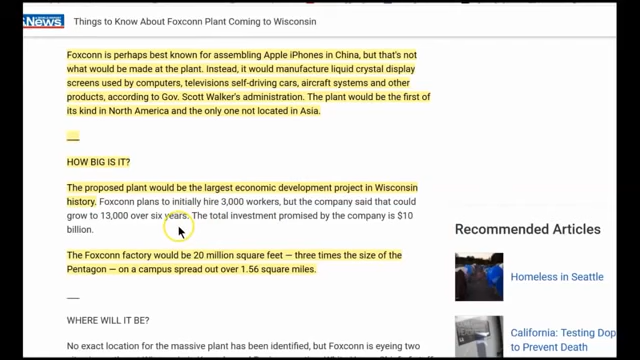 News
Things to Know About Foxconn Plant Coming to Wisconsin
Foxconn is perhaps best known for assembling Apple iPhones in China, but that's not
what would be made at the plant. Instead, it would manufacture liquid crystal display
screens used by computers, televisions self-driving cars, aircraft systems and other
products, according to Gov. Scott Walker's administration. The plant would be the first of
its kind in North America and the only one not located in Asia.
HOW BIG IS IT?
The proposed plant would be the largest economic development project in Wisconsin
history. Foxconn plans to initially hire 3,000 workers, but the company said that could
grow to 13,000 over six years. The total investment promised by the company is $10
billion.
The Foxconn factory would be 20 million square feet — three times the size of the
Pentagon — on a campus spread out over 1.56 square miles.
WHERE WILL IT BE?
No exact location for the massive plant has been identified, but Foxconn is eyeing two
Recommended Articles
Homeless in Seattle
California: Testing Dop
to Prevent Death